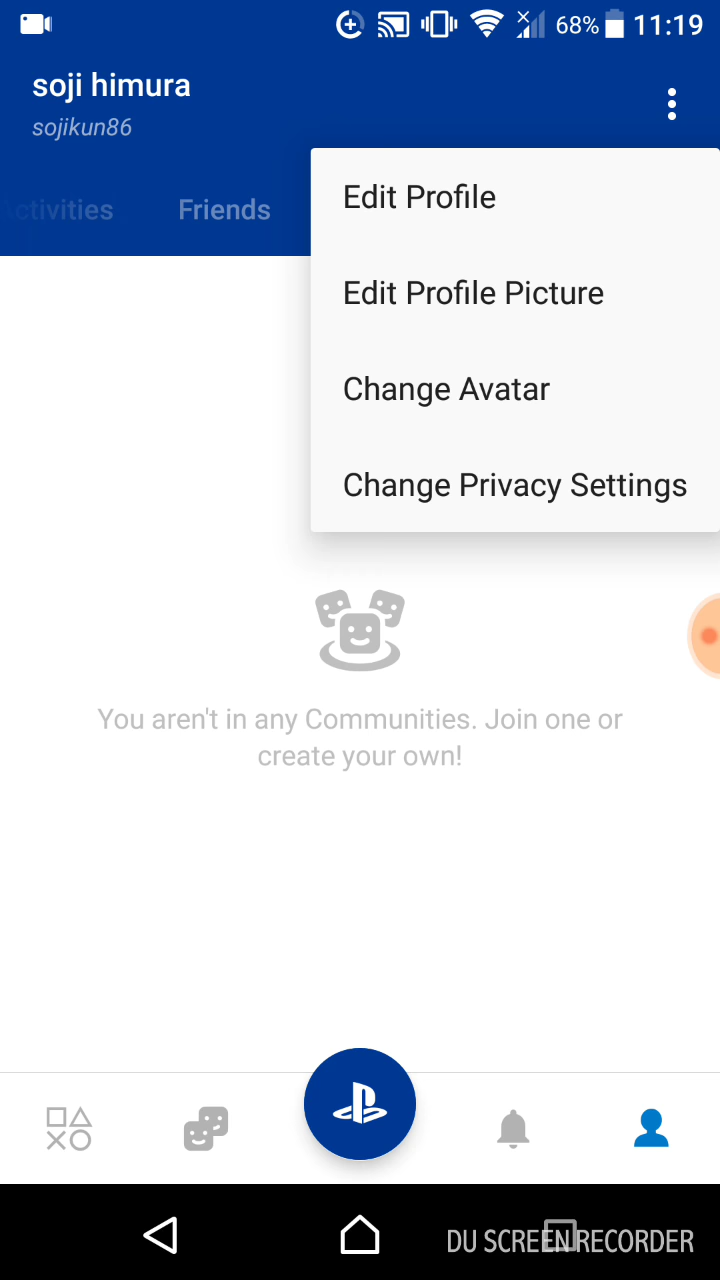 68% 11:19
soji himura
sojikun86
Activities Friends
Edit Profile
Edit Profile Picture
Change Avatar
Change Privacy Settings
You aren't in any Communities. Join one or
create your own!
DU SCREEN RECORDER